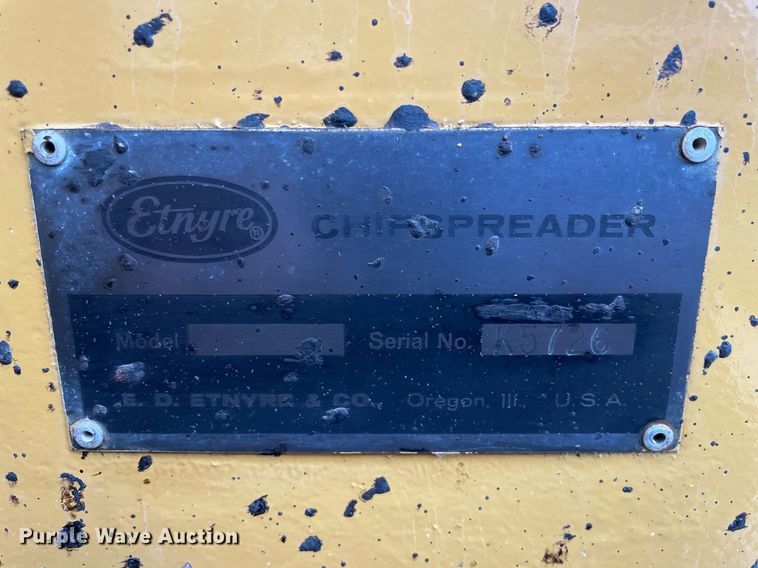 Etnyre®
CHIPSPREADER
Model
Serial No. K5726
E. D. ETNYRE & CO. Oregon, Ill., U.S.A
Purple Wave Auction